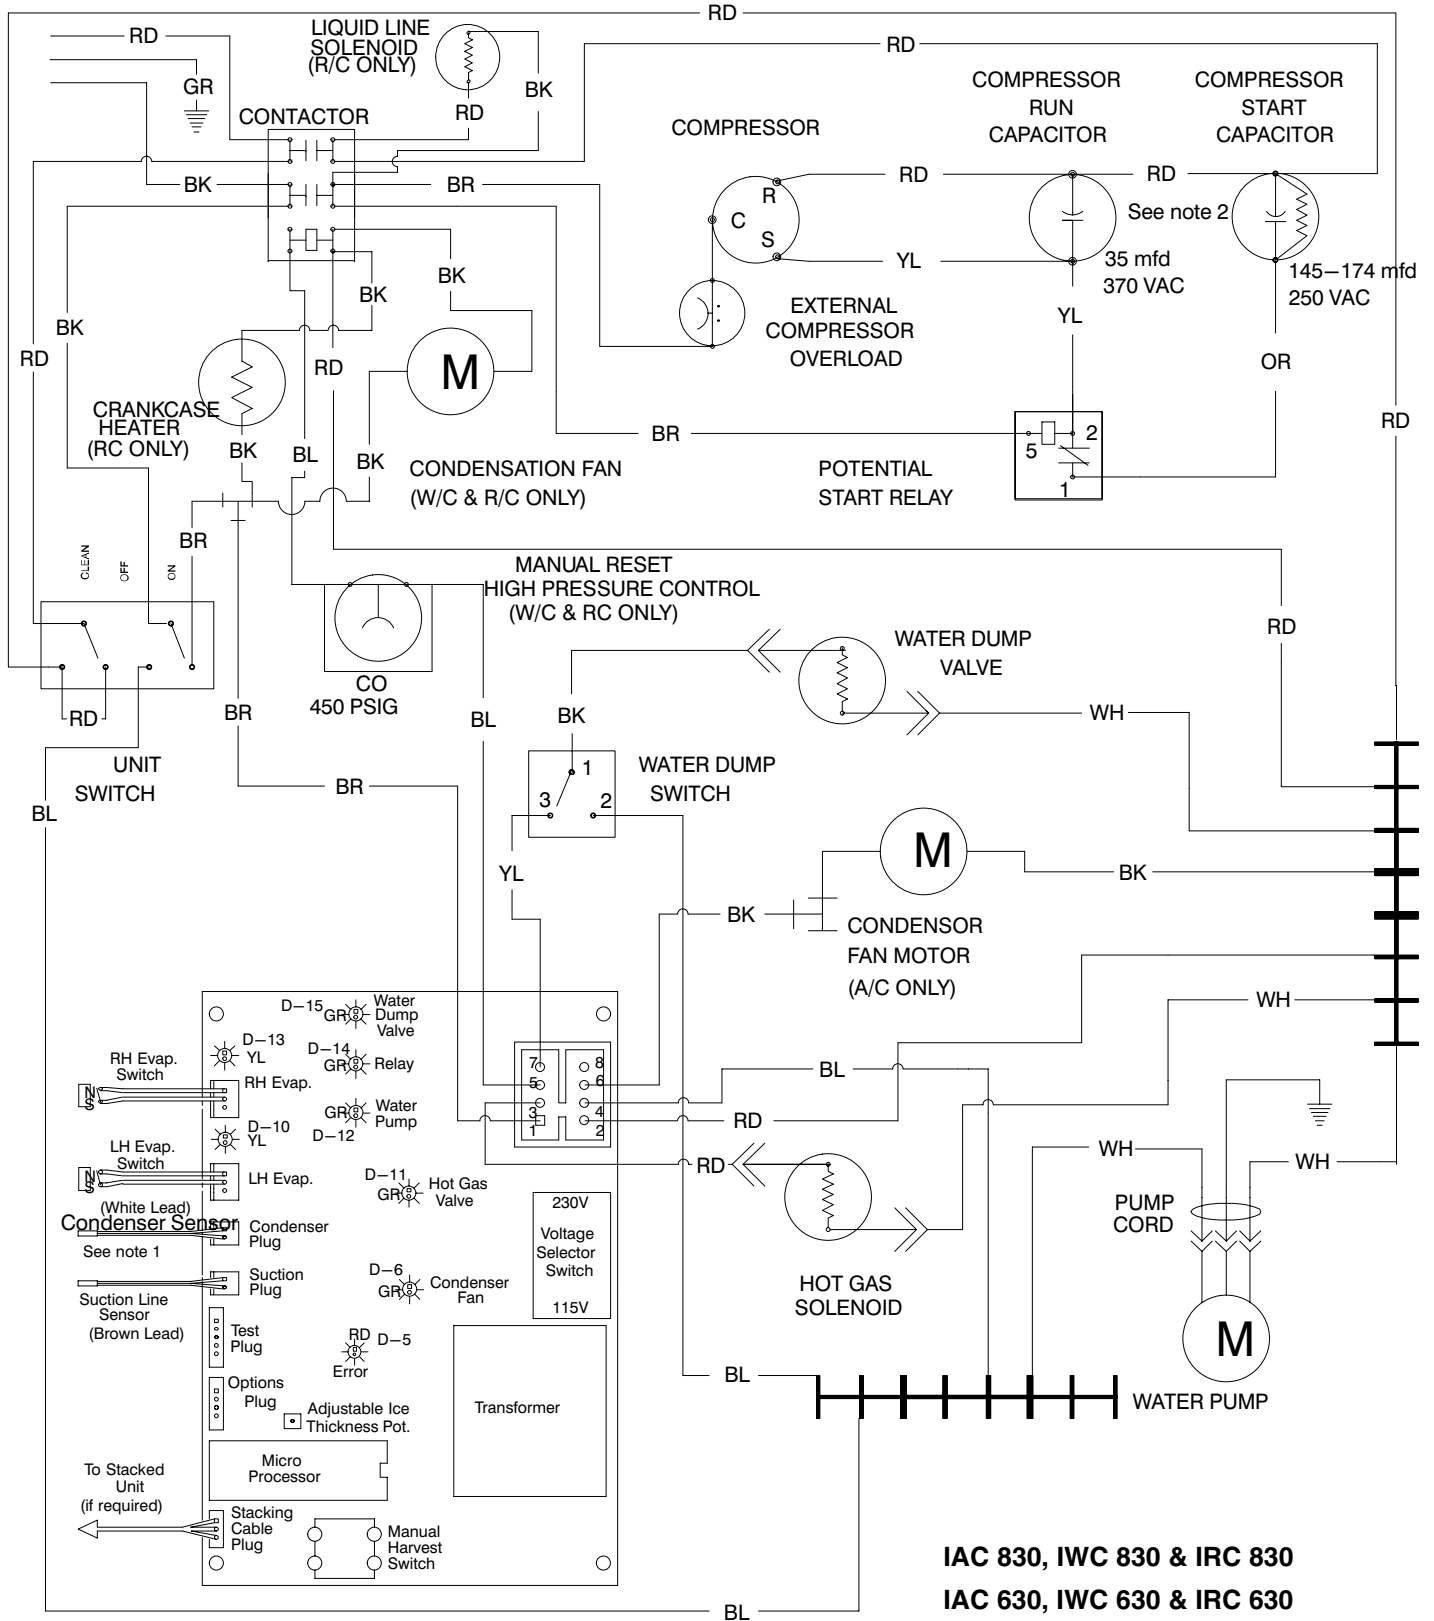 RD
RD
GR
LIQUID LINE
SOLENOID
(R/C ONLY)
BK
RD
RD
CONTACTOR
COMPRESSOR
COMPRESSOR
RUN
CAPACITOR
COMPRESSOR
START
CAPACITOR
BK
BR
RD
RD
R
C
S
See note 2
YL
35 mfd
370 VAC
145–174 mfd
250 VAC
BK
BK
BK
RD
RD
M
EXTERNAL
COMPRESSOR
OVERLOAD
YL
OR
RD
CRANKCASE
HEATER
(RC ONLY)
BK
BL
BK
CONDENSATION FAN
(W/C & R/C ONLY)
BR
POTENTIAL
START RELAY
5
2
1
BR
CLEAN
OFF
ON
MANUAL RESET
HIGH PRESSURE CONTROL
(W/C & RC ONLY)
CO
450 PSIG
WATER DUMP
VALVE
RD
RD
BR
BL
BK
WH
UNIT
SWITCH
BL
BR
1
3
2
WATER DUMP
SWITCH
YL
M
BK
BK
CONDENSOR
FAN MOTOR
(A/C ONLY)
WH
D–15
GR
Water
Dump
Valve
D–13
YL
D–14
GR
Relay
RH Evap.
Switch
N
S
RH Evap.
GR
D–12
Water
Pump
7
8
5
6
3
4
1
2
BL
RD
D–10
YL
LH Evap.
Switch
N
S
LH Evap.
D–11
GR
Hot Gas
Valve
RD
WH
WH
(White Lead)
Condenser Sensor
See note 1
Condenser
Plug
230V
Voltage
Selector
Switch
115V
PUMP
CORD
Suction
Plug
Suction Line
Sensor
(Brown Lead)
D–6
GR
Condenser
Fan
HOT GAS
SOLENOID
M
WATER PUMP
Test
Plug
RD
D–5
Error
Options
Plug
Adjustable Ice
Thickness Pot.
Transformer
BL
Micro
Processor
To Stacked
Unit
(if required)
Stacking
Cable
Plug
Manual
Harvest
Switch
BL
IAC 830, IWC 830 & IRC 830
IAC 630, IWC 630 & IRC 630